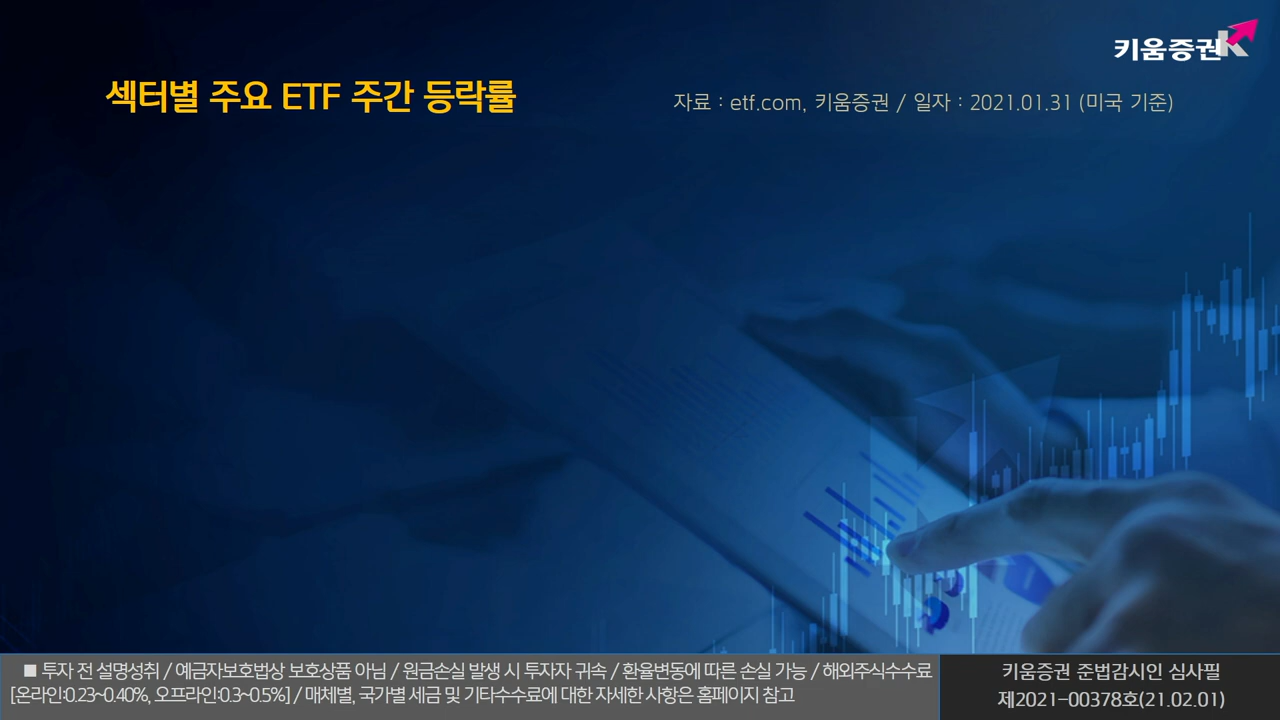 키움증권
섹터별 주요 ETF 주간 등락률
자료 : etf.com, 키움증권 / 일자 : 2021.01.31 (미국 기준)
■ 투자 전 설명성취 / 예금자보호법상 보호상품 아님 / 원금손실 발생 시 투자자 귀속 / 환율변동에 따른 손실 가능 / 해외주식수수료
[온라인:0.23~0.40%, 오프라인:0.3~0.5%] / 매체별, 국가별 세금 및 기타수수료에 대한 자세한 사항은 홈페이지 참고
키움증권 준법감시인 심사필
제2021-00378호(21.02.01)